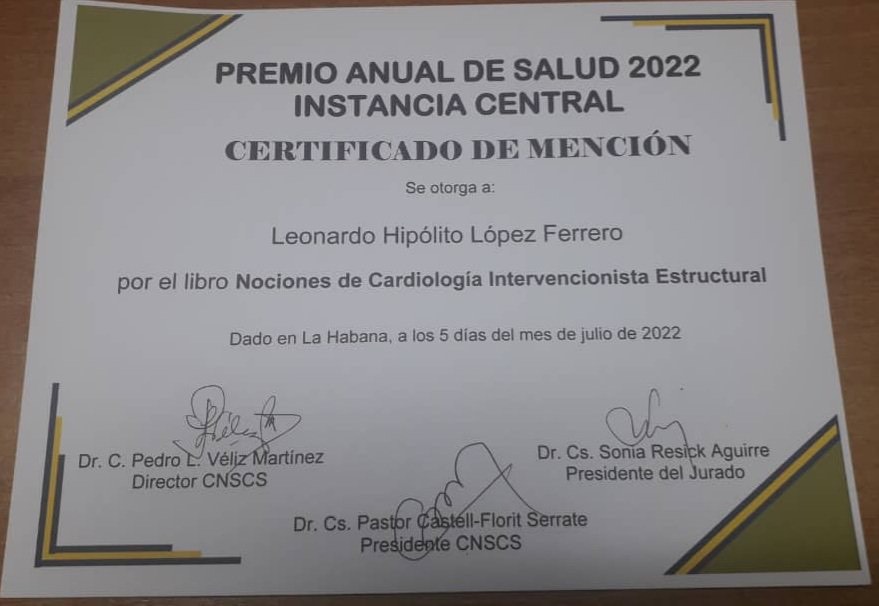 PREMIO ANUAL DE SALUD 2022
INSTANCIA CENTRAL
CERTIFICADO DE MENCIÓN
Se otorga a:
Leonardo Hipólito López Ferrero
por el libro Nociones de Cardiología Intervencionista Estructural
Dado en La Habana, a los 5 días del mes de julio de 2022
Dr. C. Pedro L. Véliz Martínez
Director CNSCS
Dr. Cs. Sonia Resick Aguirre
Presidente del Jurado
Dr. Cs. Pastor Castell-Florit Serrate
Presidente CNSCS